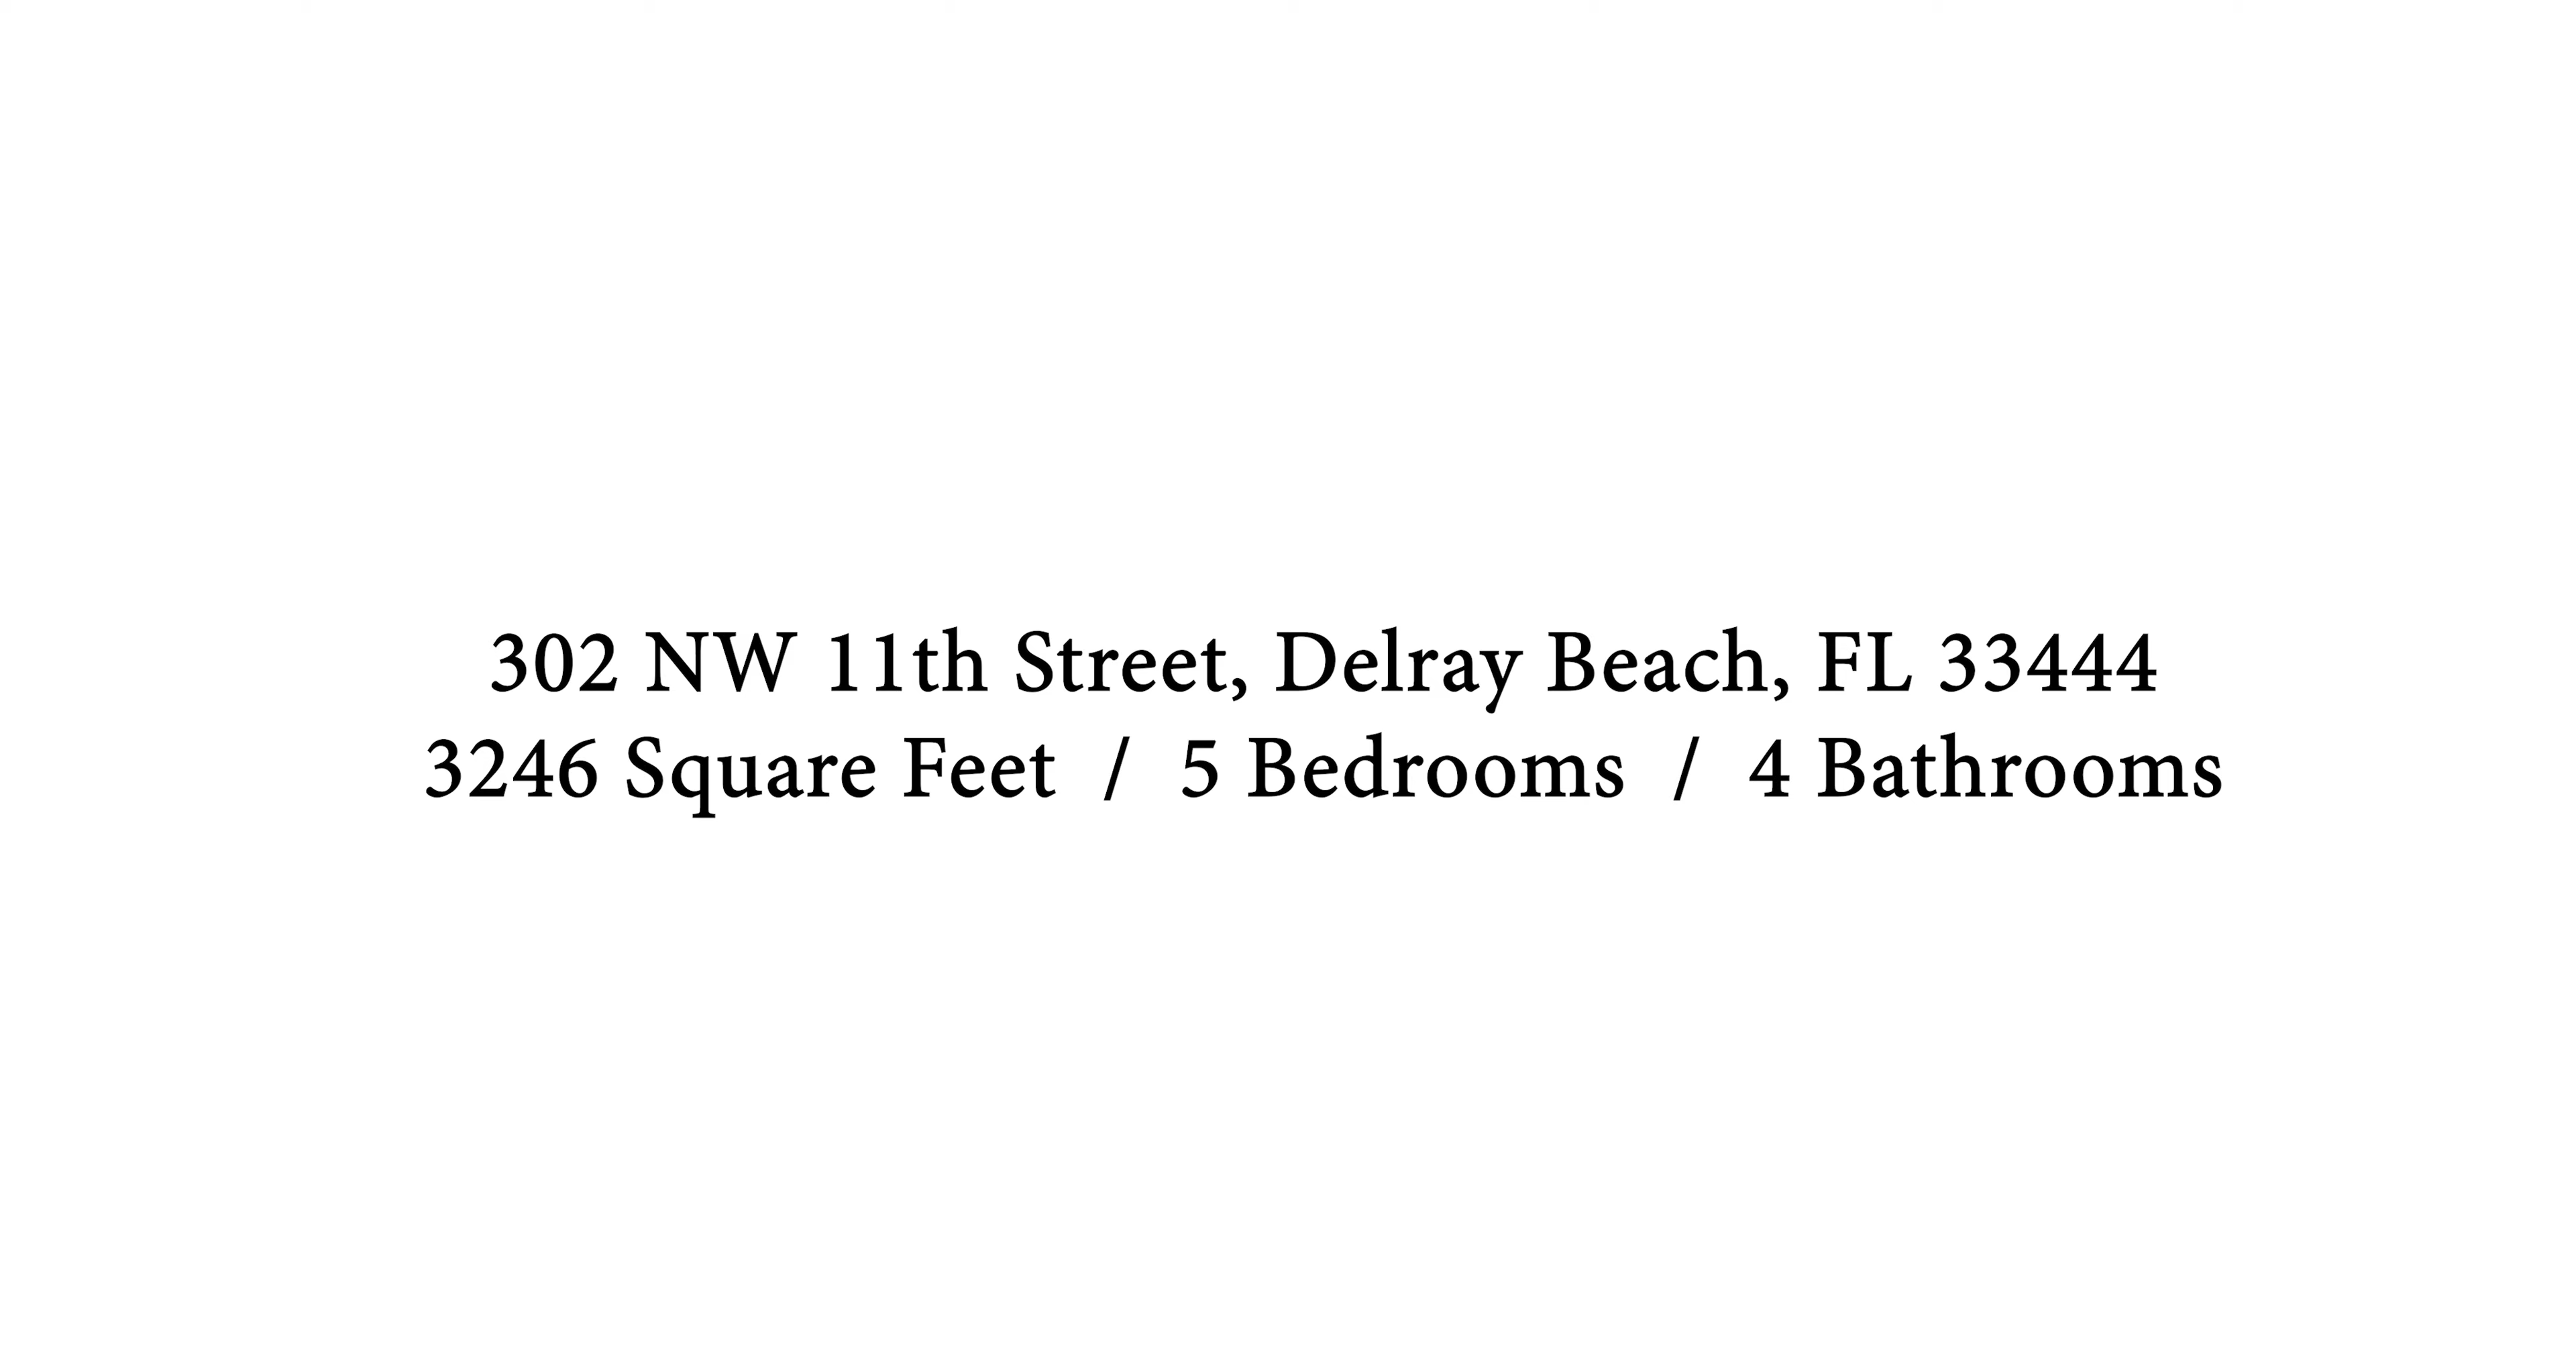 302 NW 11th Street, Delray Beach, FL 33444
3246 Square Feet / 5 Bedrooms / 4 Bathrooms